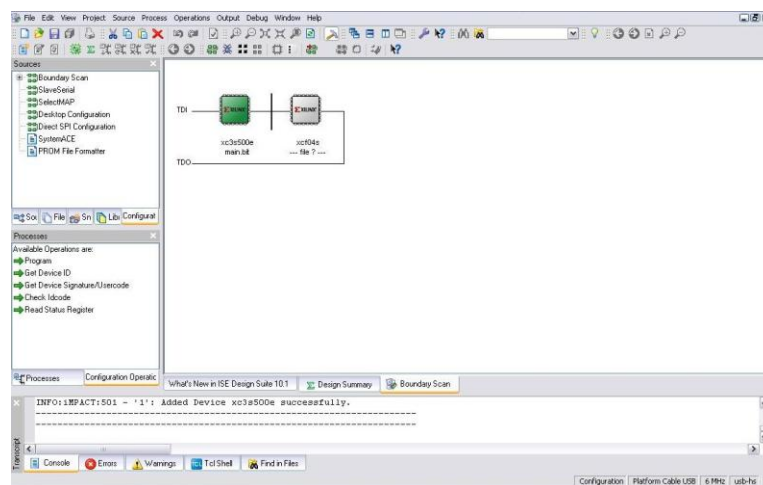 File Edit View Project Source Process Operations Output Debug Window Help
Sources
Boundary Scan
SlaveSerial
SelectMAP
Desktop Configuration
Direct SPI Configuration
SystemACE
PROM File Formatter
Sou File Sn Libr Configurat
Processes
Available Operations are:
Program
Get Device ID
Get Device Signature/Usercode
Check Idcode
Read Status Register
Processes Configuration Operatic
TDI
XILINX
XILINX
xc3s500e
main.bit
xcf04s
--- file ? ---
TDO
What's New in ISE Design Suite 10.1 Design Summary Boundary Scan
INFO:iMPACT:501 - '1': Added Device xc3s500e successfully.
----------------------------------------------------------------------
----------------------------------------------------------------------
Transcript
Console Errors Warnings Tcl Shell Find in Files
Configuration Platform Cable USB 6 MHz usb-hs